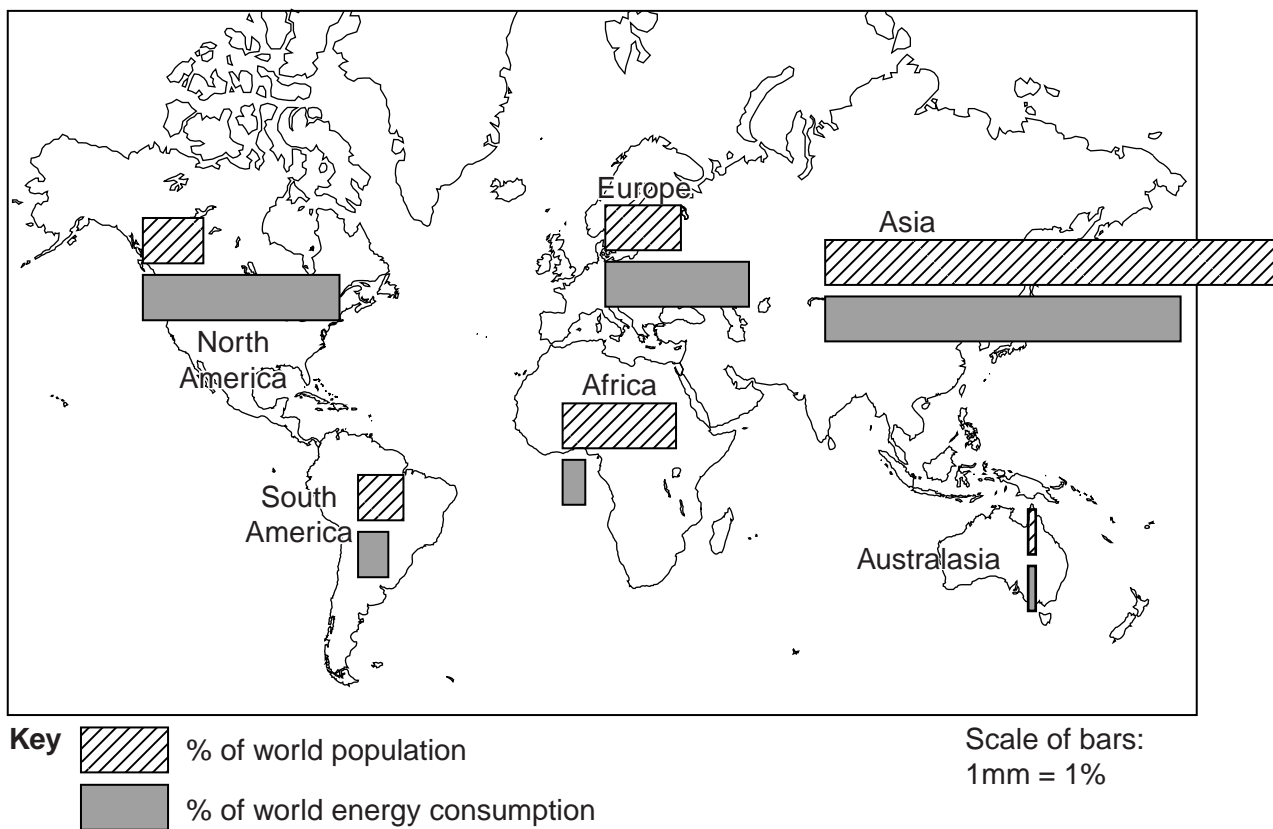 Europe
Asia
North
America
Africa
South
America
Australasia
Key
% of world population
% of world energy consumption
Scale of bars:
1mm = 1%